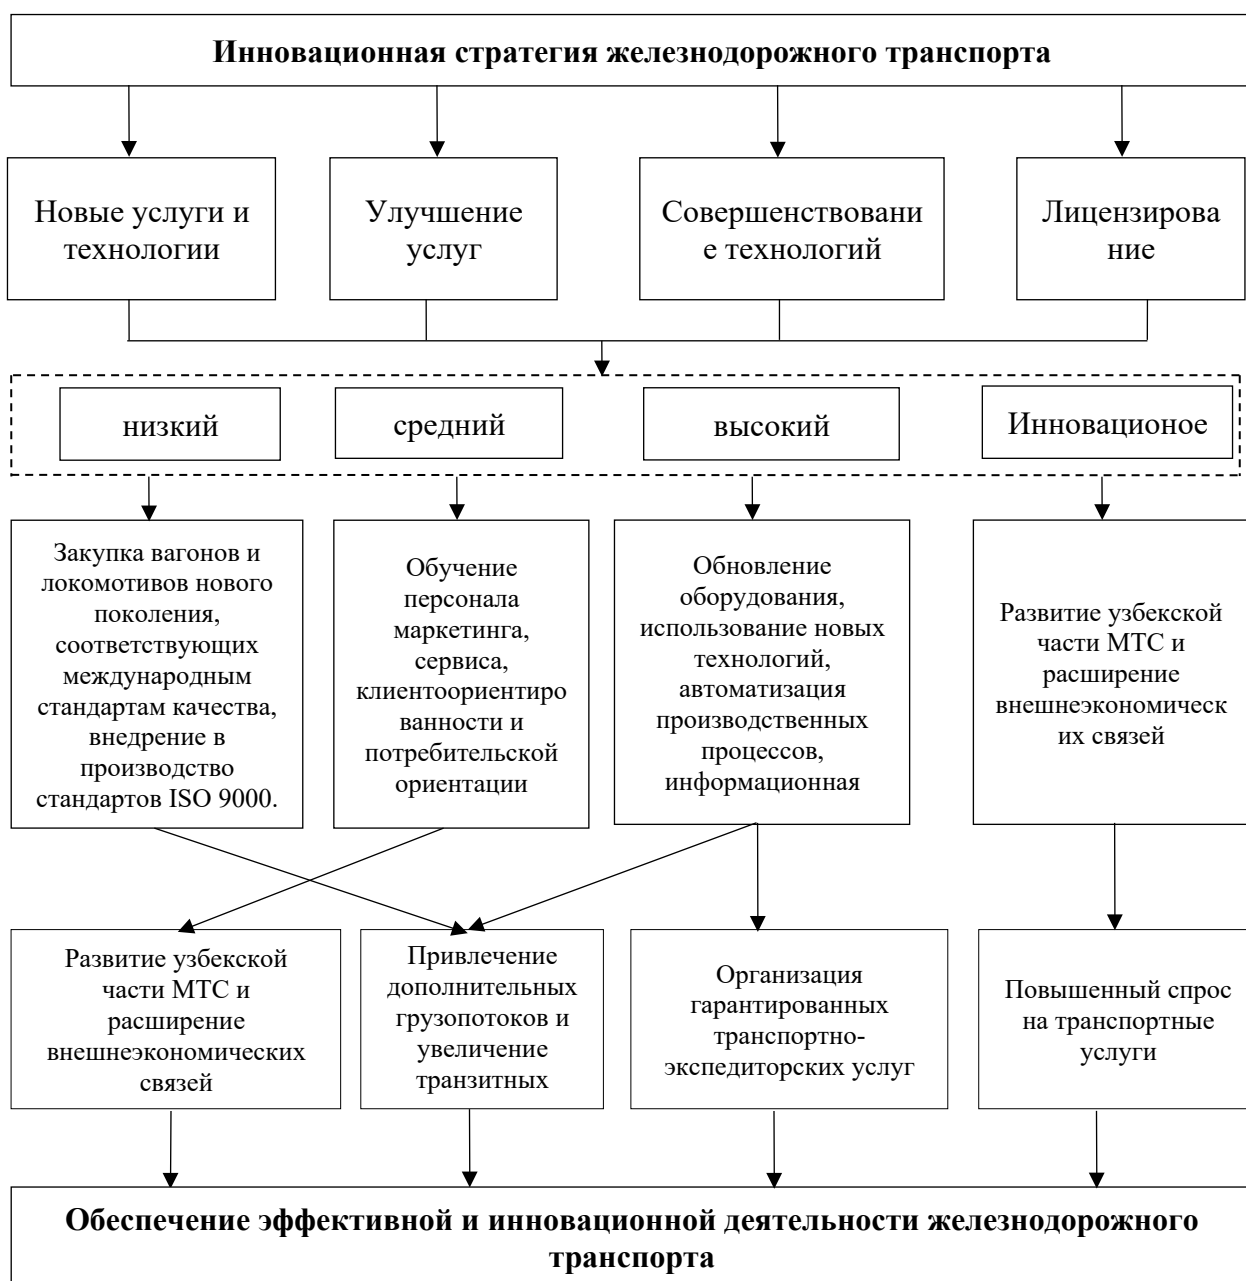 Инновационная стратегия железнодорожного транспорта
Новые услуги и
технологии
Улучшение
услуг
Совершенствовани
е технологий
Лицензирова
ние
низкий
средний
высокий
Инновационое
Закупка вагонов и
локомотивов нового
поколения,
соответствующих
международным
стандартам качества,
внедрение в
производство
стандартов ISO 9000.
Обучение
персонала
маркетинга,
сервиса,
клиентоориентиро
ванности и
потребительской
ориентации
Обновление
оборудования,
использование новых
технологий,
автоматизация
производственных
процессов,
информационная
Развитие узбекской
части МТС и
расширение
внешнеэкономическ
их связей
Развитие узбекской
части МТС и
расширение
внешнеэкономических
связей
Привлечение
дополнительных
грузопотоков и
увеличение
транзитных
Организация
гарантированных
транспортно-
экспедиторских услуг
Повышенный спрос
на транспортные
услуги
Обеспечение эффективной и инновационной деятельности железнодорожного
транспорта